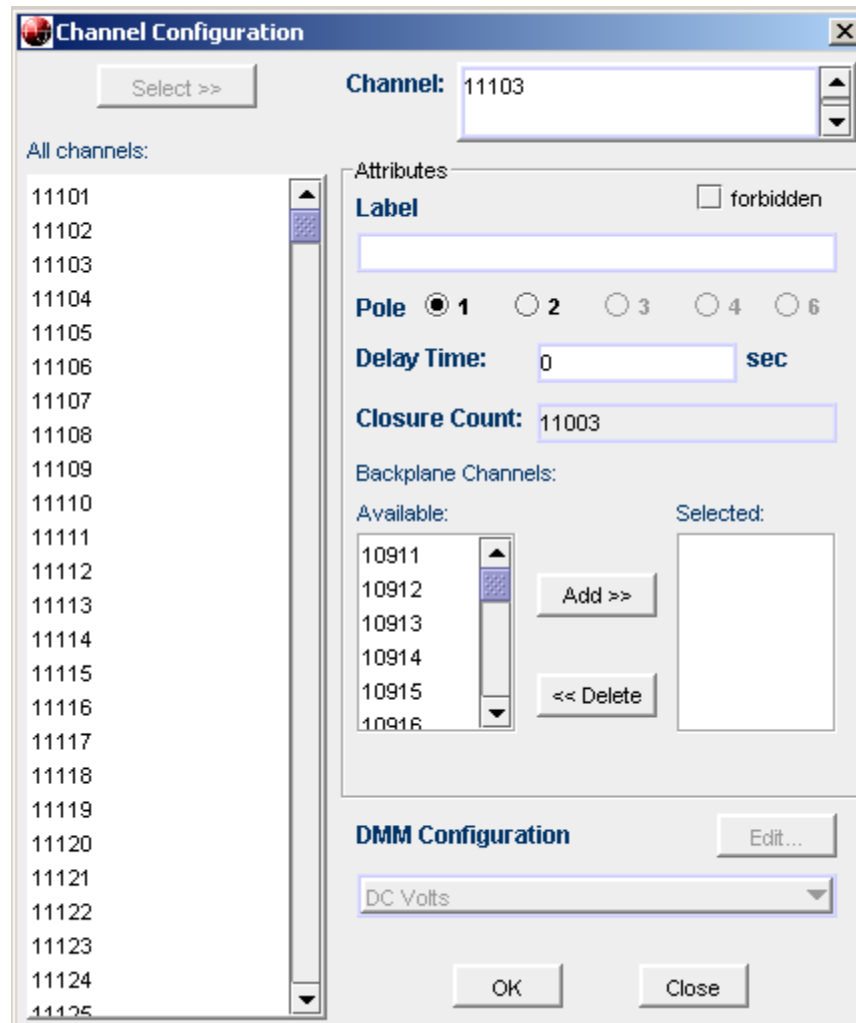 Channel Configuration
Select >>
Channel:
11103
All channels:
11101
11102
11103
11104
11105
11106
11107
11108
11109
11110
11111
11112
11113
11114
11115
11116
11117
11118
11119
11120
11121
11122
11123
11124
11125
Attributes
Label
forbidden
Pole 1 2 3 4 6
Delay Time: 0 sec
Closure Count: 11003
Backplane Channels:
Available:
10911
10912
10913
10914
10915
10916
Add >>
<< Delete
Selected:
DMM Configuration
Edit...
DC Volts
OK
Close